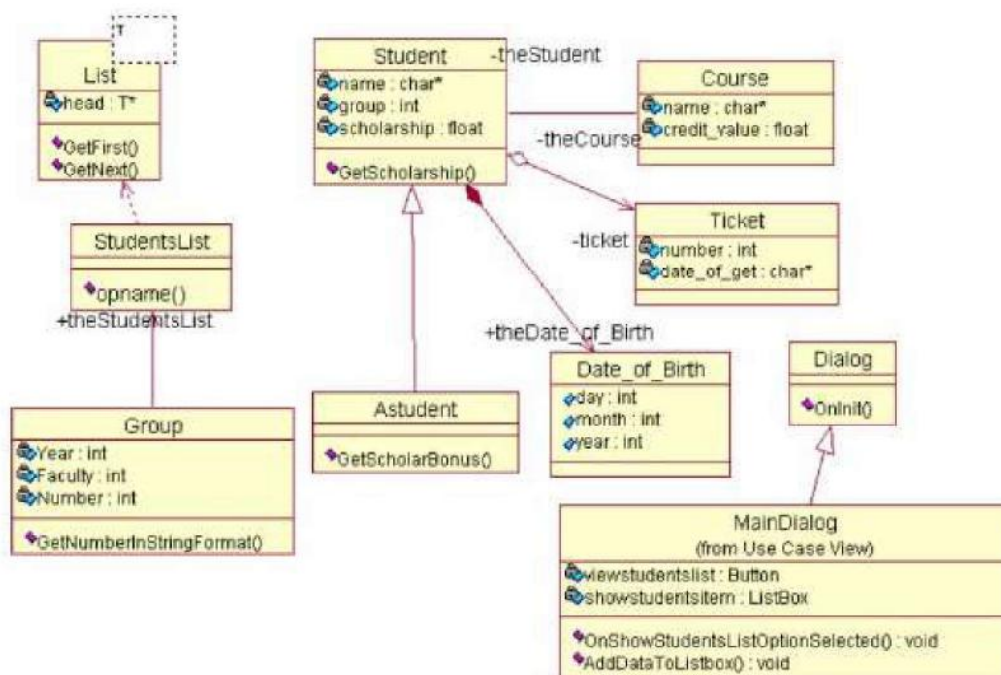 T
List
head : T*
GetFirst()
GetNext()
StudentsList
opname()
+theStudentsList
Group
Year : int
Faculty : int
Number : int
GetNumberInStringFormat()
Student
name : char*
group : int
scholarship : float
GetScholarship()
-theStudent
-theCourse
Course
name : char*
credit_value : float
-ticket
Ticket
number : int
date_of_get : char*
+theDate_of_Birth
Date_of_Birth
day : int
month : int
year : int
Astudent
GetScholarBonus()
Dialog
OnInit()
MainDialog
(from Use Case View)
viewstudentslist : Button
showstudentsitem : ListBox
OnShowStudentsListOptionSelected() : void
AddDataToListbox() : void